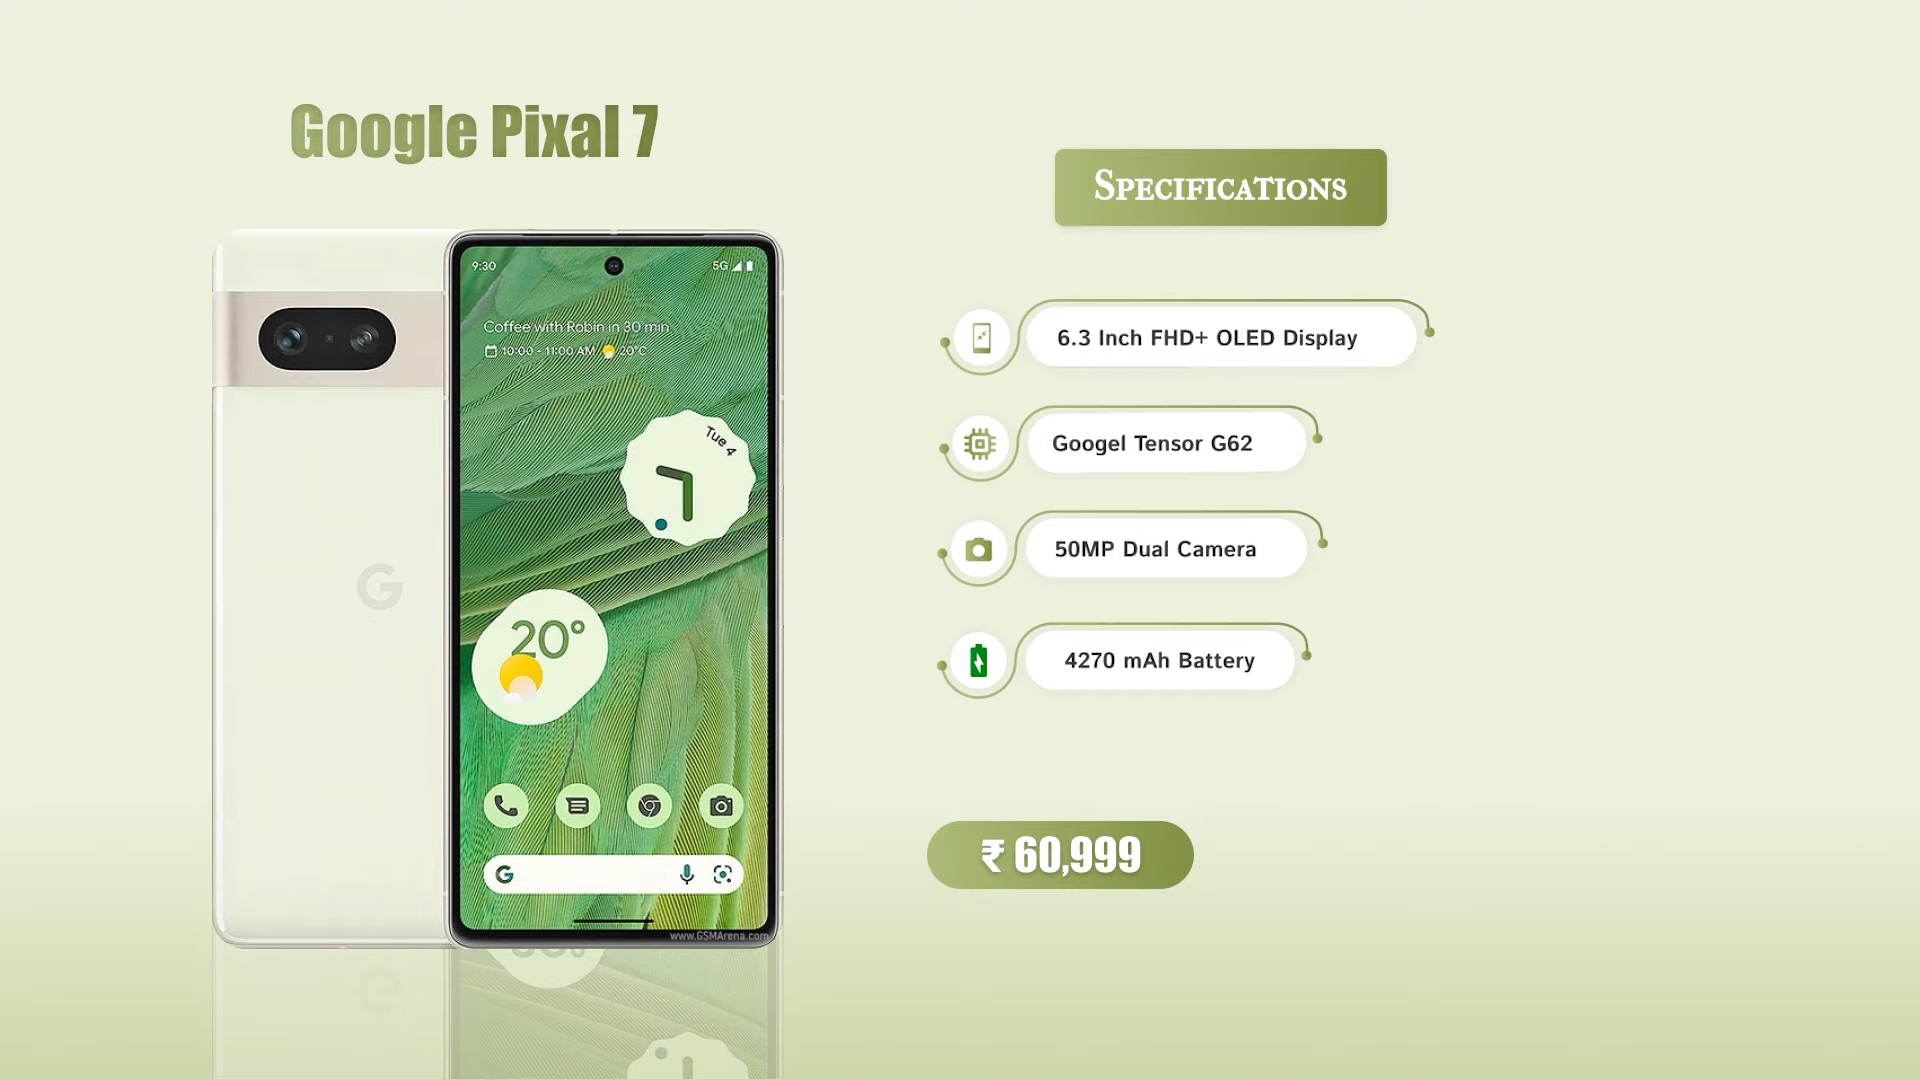 Google Pixal 7
Specifications
9:30
5G
Coffee with Robin in 30 min
10:00 - 11:00 AM 20°C
Tue 4
20°
G
G
www.GSMArena.com
6.3 Inch FHD+ OLED Display
Googel Tensor G62
50MP Dual Camera
4270 mAh Battery
₹ 60,999